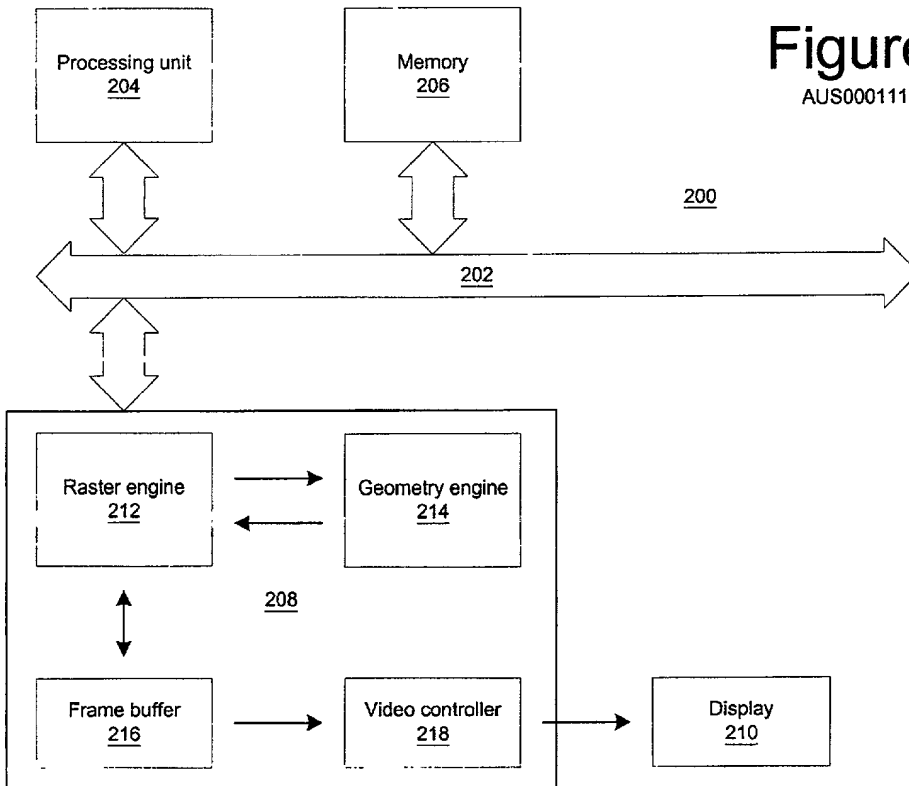 Processing unit
204
Memory
206
Figure
AUS000111
200
202
Raster engine
212
Geometry engine
214
208
Frame buffer
216
Video controller
218
Display
210